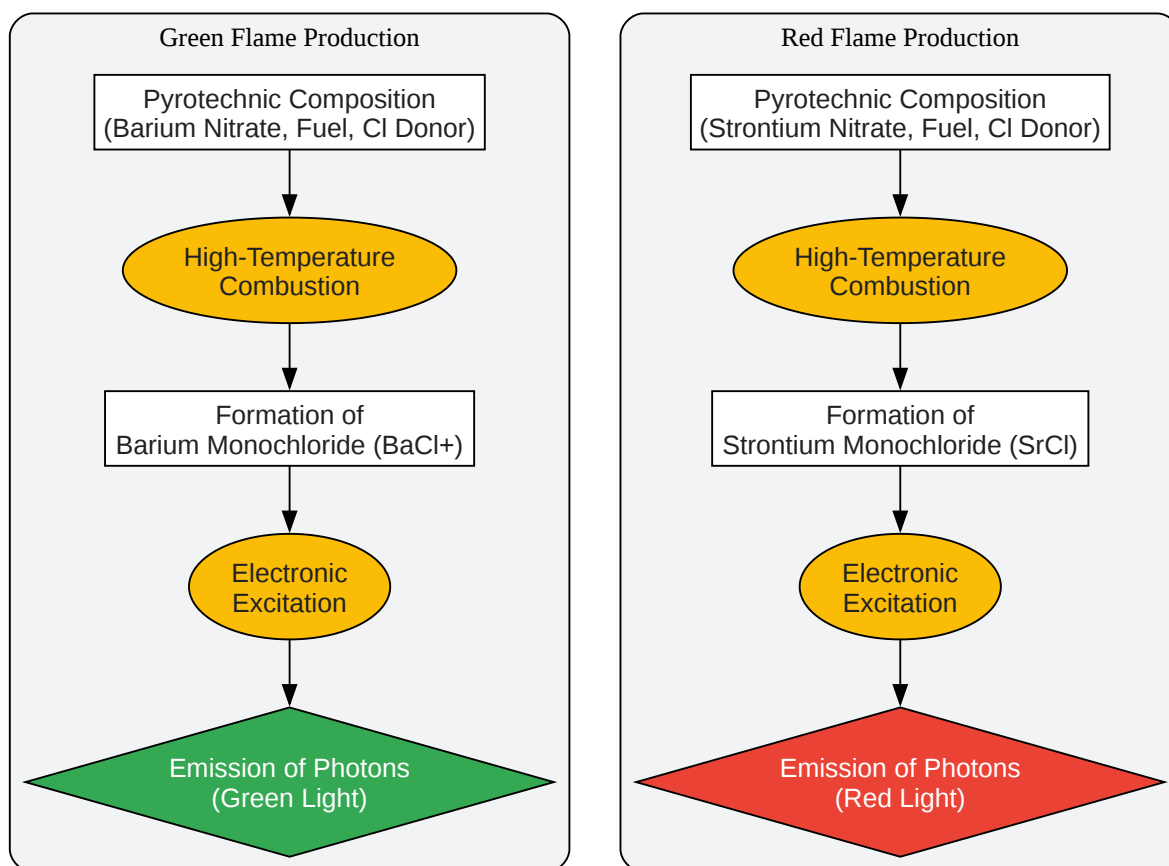 Green Flame Production
Pyrotechnic Composition
(Barium Nitrate, Fuel, Cl Donor)
High-Temperature
Combustion
Formation of
Barium Monochloride (BaCl+)
Electronic
Excitation
Emission of Photons
(Green Light)
Red Flame Production
Pyrotechnic Composition
(Strontium Nitrate, Fuel, Cl Donor)
High-Temperature
Combustion
Formation of
Strontium Monochloride (SrCl)
Electronic
Excitation
Emission of Photons
(Red Light)